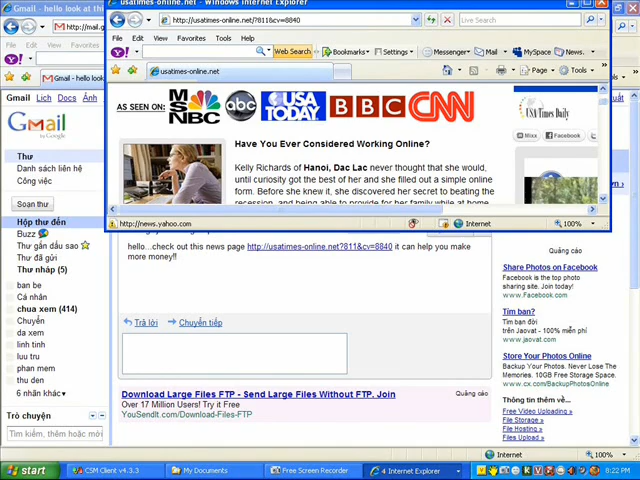 Gmail - hello look at this
usatimes-online.net - Windows Internet Explorer
http://usatimes-online.net/?811&cv=8840
Live Search
File Edit View Favorites Tools Help
Y! Web Search Bookmarks Settings Messenger Mail MySpace News
usatimes-online.net
Page Tools
http://mail.g
File Edit
Gmail - hello look
Gmail Lịch Docs Ảnh
Gmail
by Google
Thư
Danh sách liên hệ
Công việc
Soạn thư
Hộp thư đến
Buzz
Thư gắn dấu sao
Thư đã gửi
Thư nháp (5)
ban be
Cá nhân
chua xem (414)
Chuyển
da xem
linh tinh
luu tru
phan mem
thu den
6 nhãn khác
Trò chuyện
Tìm kiếm, thêm hoặc mời
AS SEEN ON:
MSNBC
abc
USA TODAY
BBC
CNN
USA Times Daily
Mixx
Facebook
Have You Ever Considered Working Online?
Kelly Richards of Hanoi, Dac Lac never thought that she would,
until curiosity got the best of her and she filled out a simple online
form. Before she knew it, she discovered her secret to beating the
recession, and being able to provide for her family while at home
http://news.yahoo.com
Internet
100%
hello...check out this news page http://usatimes-online.net?811&cv=8840 it can help you make
more money!!
Trả lời Chuyển tiếp
Download Large Files FTP - Send Large Files Without FTP. Join
Over 17 Million Users! Try it Free
YouSendIt.com/Download-Files-FTP
Quảng cáo
Quảng cáo
Share Photos on Facebook
Facebook is the top photo
sharing site. Join today!
www.Facebook.com
Tìm bạn?
Tìm bạn đời
trên Jaovat - 100% miễn phí
www.jaovat.com
Store Your Photos Online
Backup Your Photos. Never Lose The
Memories. 10GB Free Storage Space.
www.cx.com/BackupPhotosOnline
Thông tin thêm về...
Free Video Uploading »
File Storage »
File Hosting »
Files Upload »
Internet
100%
start
CSM Client v4.3.3
My Documents
Free Screen Recorder
4 Internet Explorer
8:22 PM